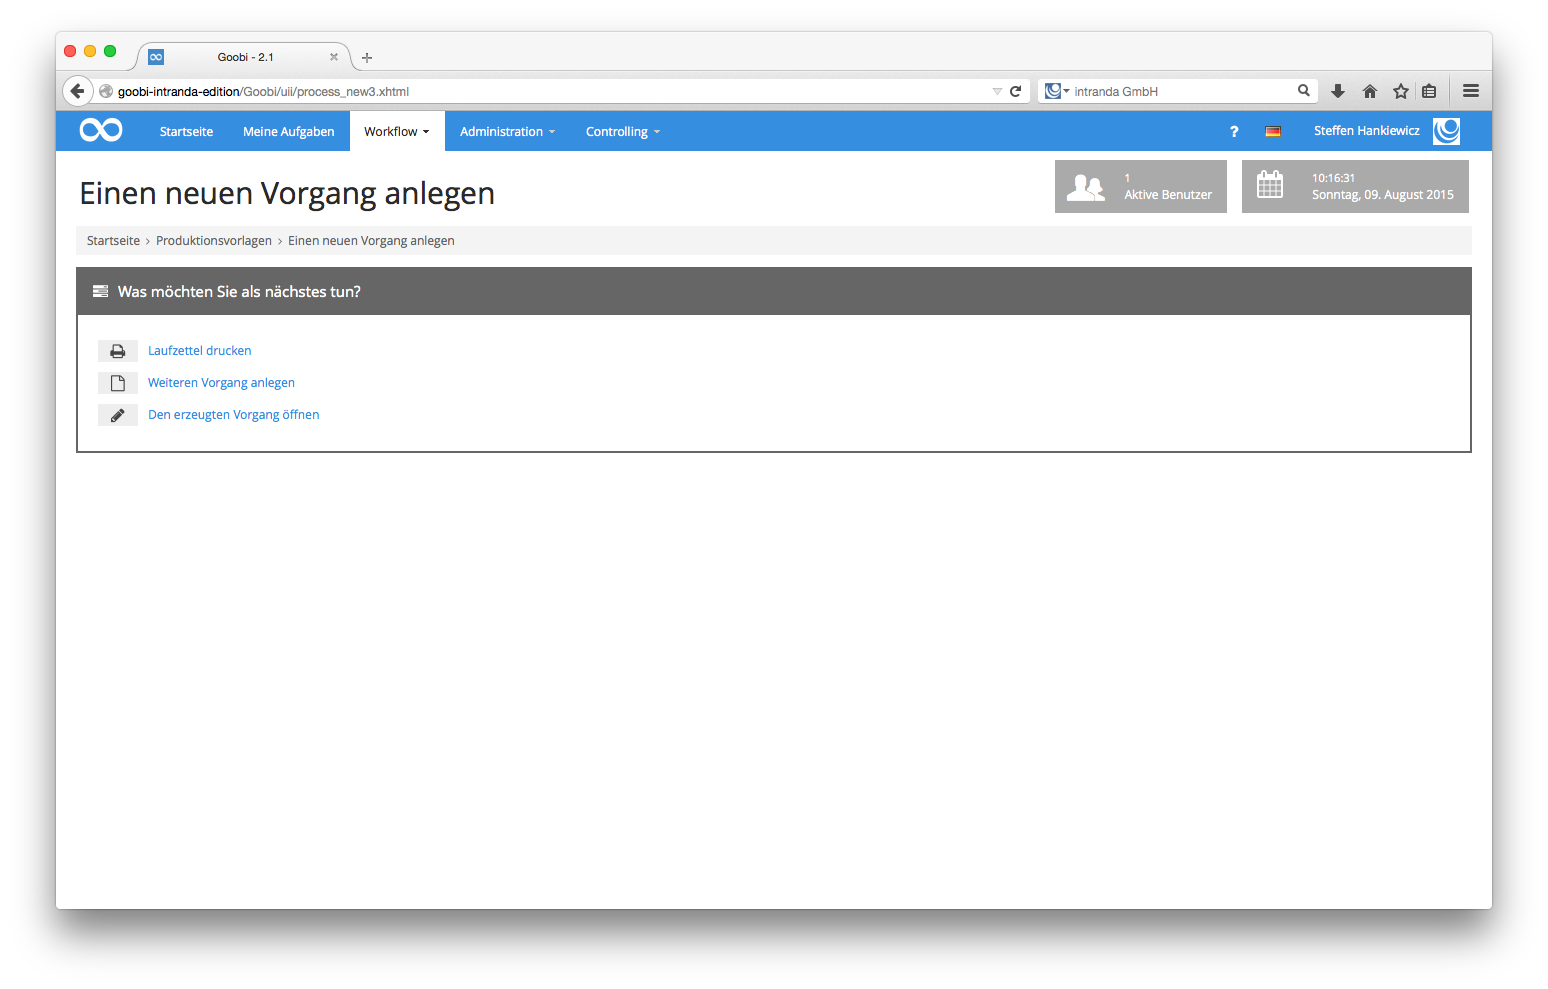 Goobi - 2.1
goobi-intranda-edition/Goobi/uii/process_new3.xhtml
intranda GmbH
Startseite Meine Aufgaben Workflow Administration Controlling ? Steffen Hankiewicz
Einen neuen Vorgang anlegen
1
Aktive Benutzer
10:16:31
Sonntag, 09. August 2015
Startseite › Produktionsvorlagen › Einen neuen Vorgang anlegen
Was möchten Sie als nächstes tun?
Laufzettel drucken
Weiteren Vorgang anlegen
Den erzeugten Vorgang öffnen